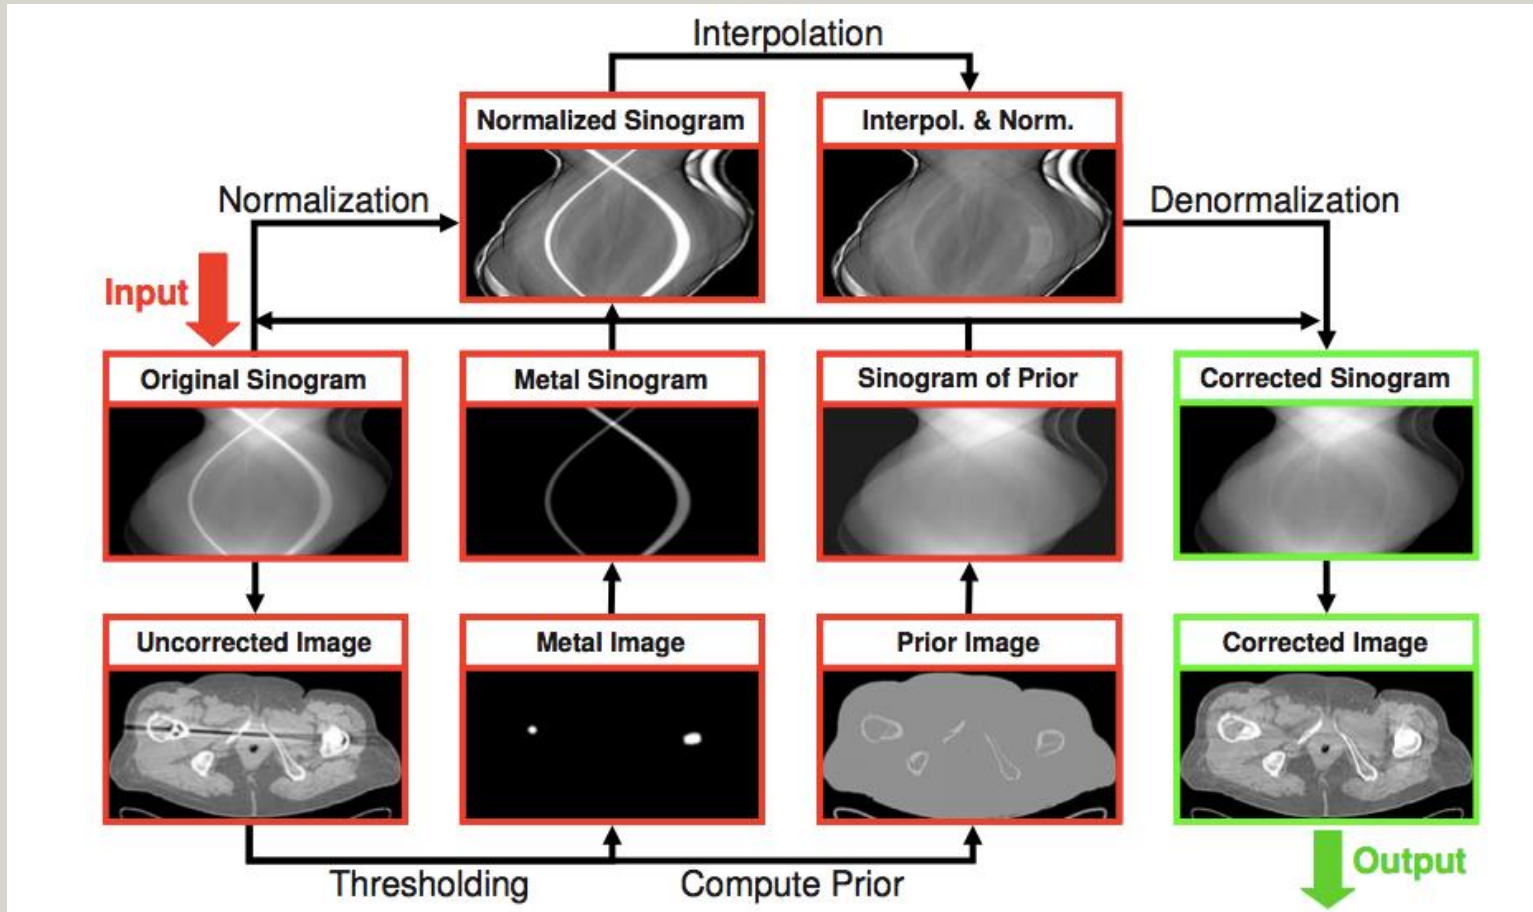 Interpolation
Normalized Sinogram
Interpol. & Norm.
Normalization
Denormalization
Input
Original Sinogram
Metal Sinogram
Sinogram of Prior
Corrected Sinogram
Uncorrected Image
Metal Image
Prior Image
Corrected Image
Thresholding
Compute Prior
Output